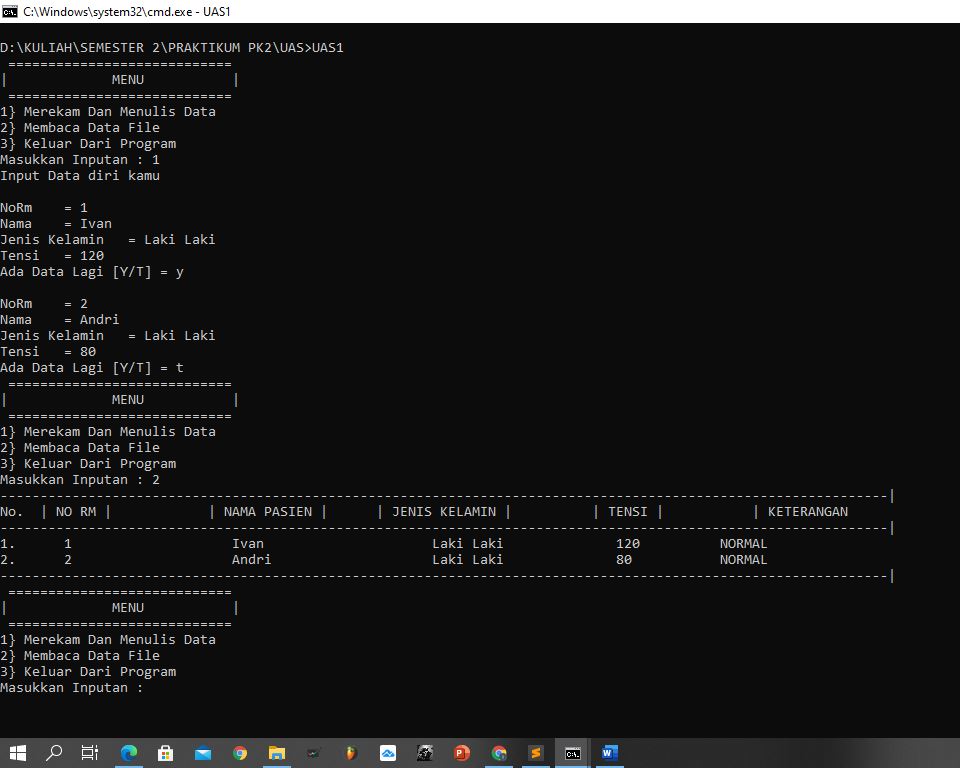 C:\Windows\system32\cmd.exe - UAS1
D:\KULIAH\SEMESTER 2\PRAKTIKUM PK2\UAS>UAS1
============================
| MENU |
============================
1} Merekam Dan Menulis Data
2} Membaca Data File
3} Keluar Dari Program
Masukkan Inputan : 1
Input Data diri kamu
NoRm = 1
Nama = Ivan
Jenis Kelamin = Laki Laki
Tensi = 120
Ada Data Lagi [Y/T] = y
NoRm = 2
Nama = Andri
Jenis Kelamin = Laki Laki
Tensi = 80
Ada Data Lagi [Y/T] = t
============================
| MENU |
============================
1} Merekam Dan Menulis Data
2} Membaca Data File
3} Keluar Dari Program
Masukkan Inputan : 2
---------------------------------------------------------------------------------------------------------------|
No. | NO RM | | NAMA PASIEN | | JENIS KELAMIN | | TENSI | | KETERANGAN
---------------------------------------------------------------------------------------------------------------|
1. 1 Ivan Laki Laki 120 NORMAL
2. 2 Andri Laki Laki 80 NORMAL
---------------------------------------------------------------------------------------------------------------|
============================
| MENU |
============================
1} Merekam Dan Menulis Data
2} Membaca Data File
3} Keluar Dari Program
Masukkan Inputan :